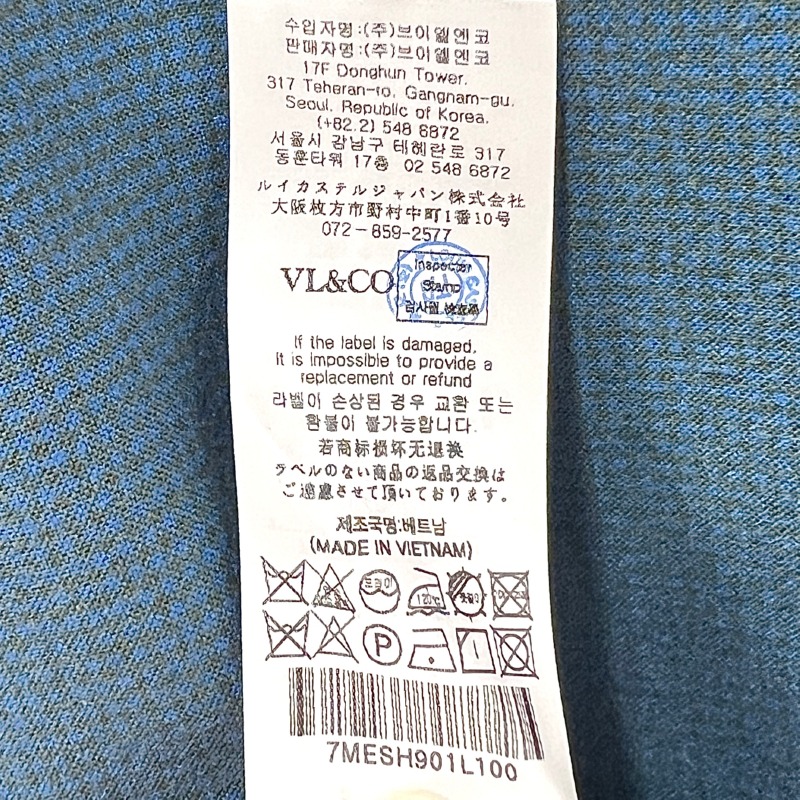 수입자명:(주)브이엘엔코
판매자명:(주)브이엘엔코
17F Donghun Tower,
317 Teheran-ro, Gangnam-gu,
Seoul, Republic of Korea.
(+82.2) 548 6872
서울시 강남구 테헤란로 317
동훈타워 17층 02 548 6872
ルイカステルジャパン株式会社
大阪枚方市野村中町1番10号
072-859-2577
VL&CO
Inspector
Stamp
검사필
If the label is damaged,
It is impossible to provide a
replacement or refund
라벨이 손상된 경우 교환 또는
환불이 불가능합니다.
若商标损坏无退换
ラベルのない商品の返品交換は
ご遠慮させて頂いております。
제조국명:베트남
(MADE IN VIETNAM)
드라이
120℃
P
7MESH901L100